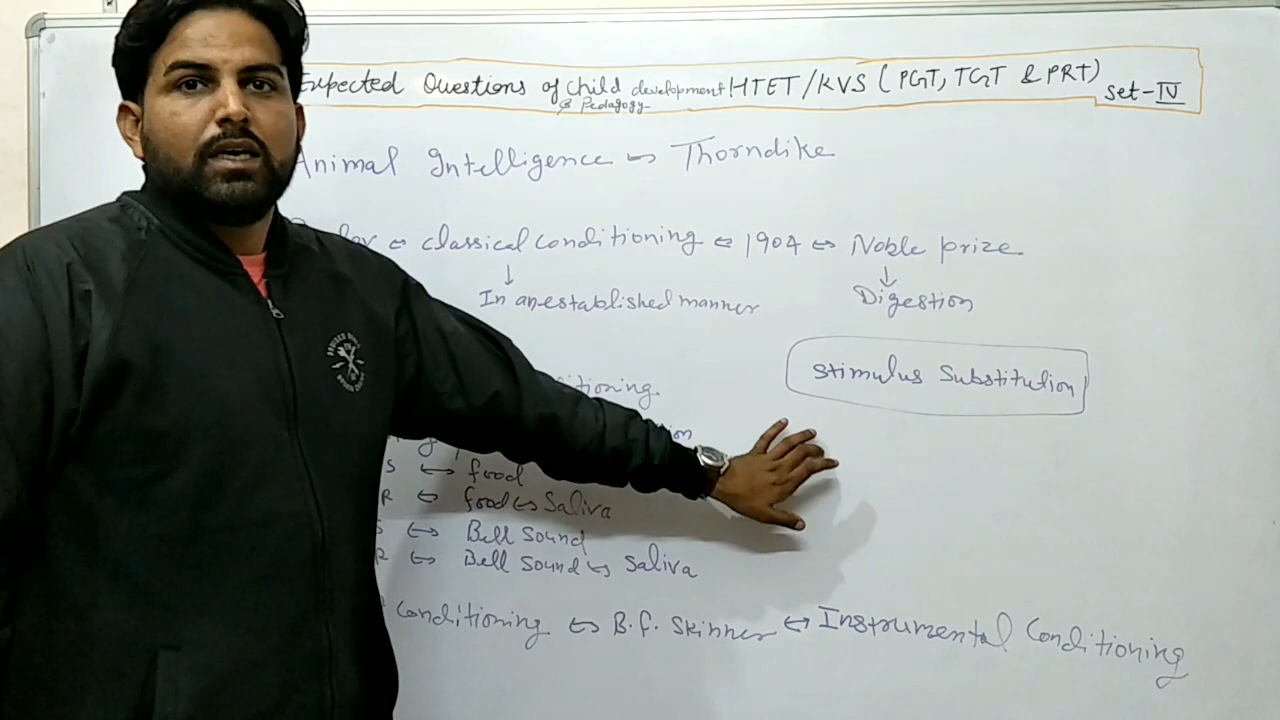 Expected Questions of child development HTET/KVS (PGT, TGT & PRT) set-IV
& Pedagogy
Animal Intelligence ↪ Thorndike
⇔ classical conditioning ⇔ 1904 ⇔ Noble prize
↓ ↓
In an established manner Digestion
Stimulus Substitution
S ↔ food
R ⇔ food ↪ Saliva
S ↔ Bell Sound
R ↔ Bell Sound ↪ Saliva
Conditioning ⇔ B.f. Skinner ↔ Instrumental Conditioning